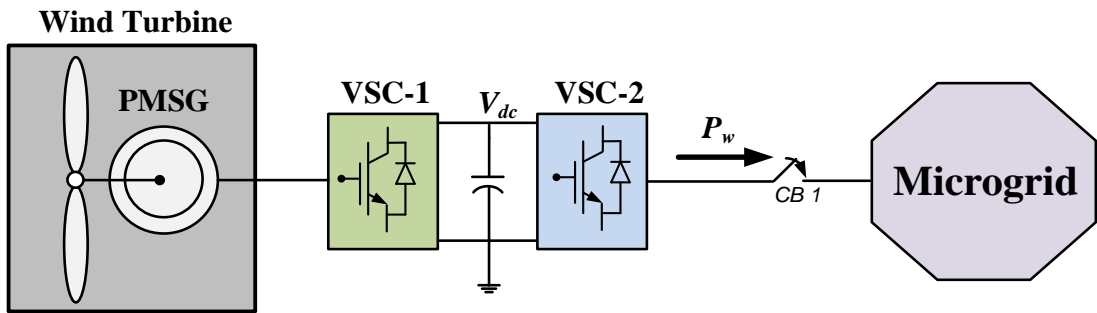 Wind Turbine
PMSG
VSC-1
V_dc
VSC-2
P_w
CB 1
Microgrid